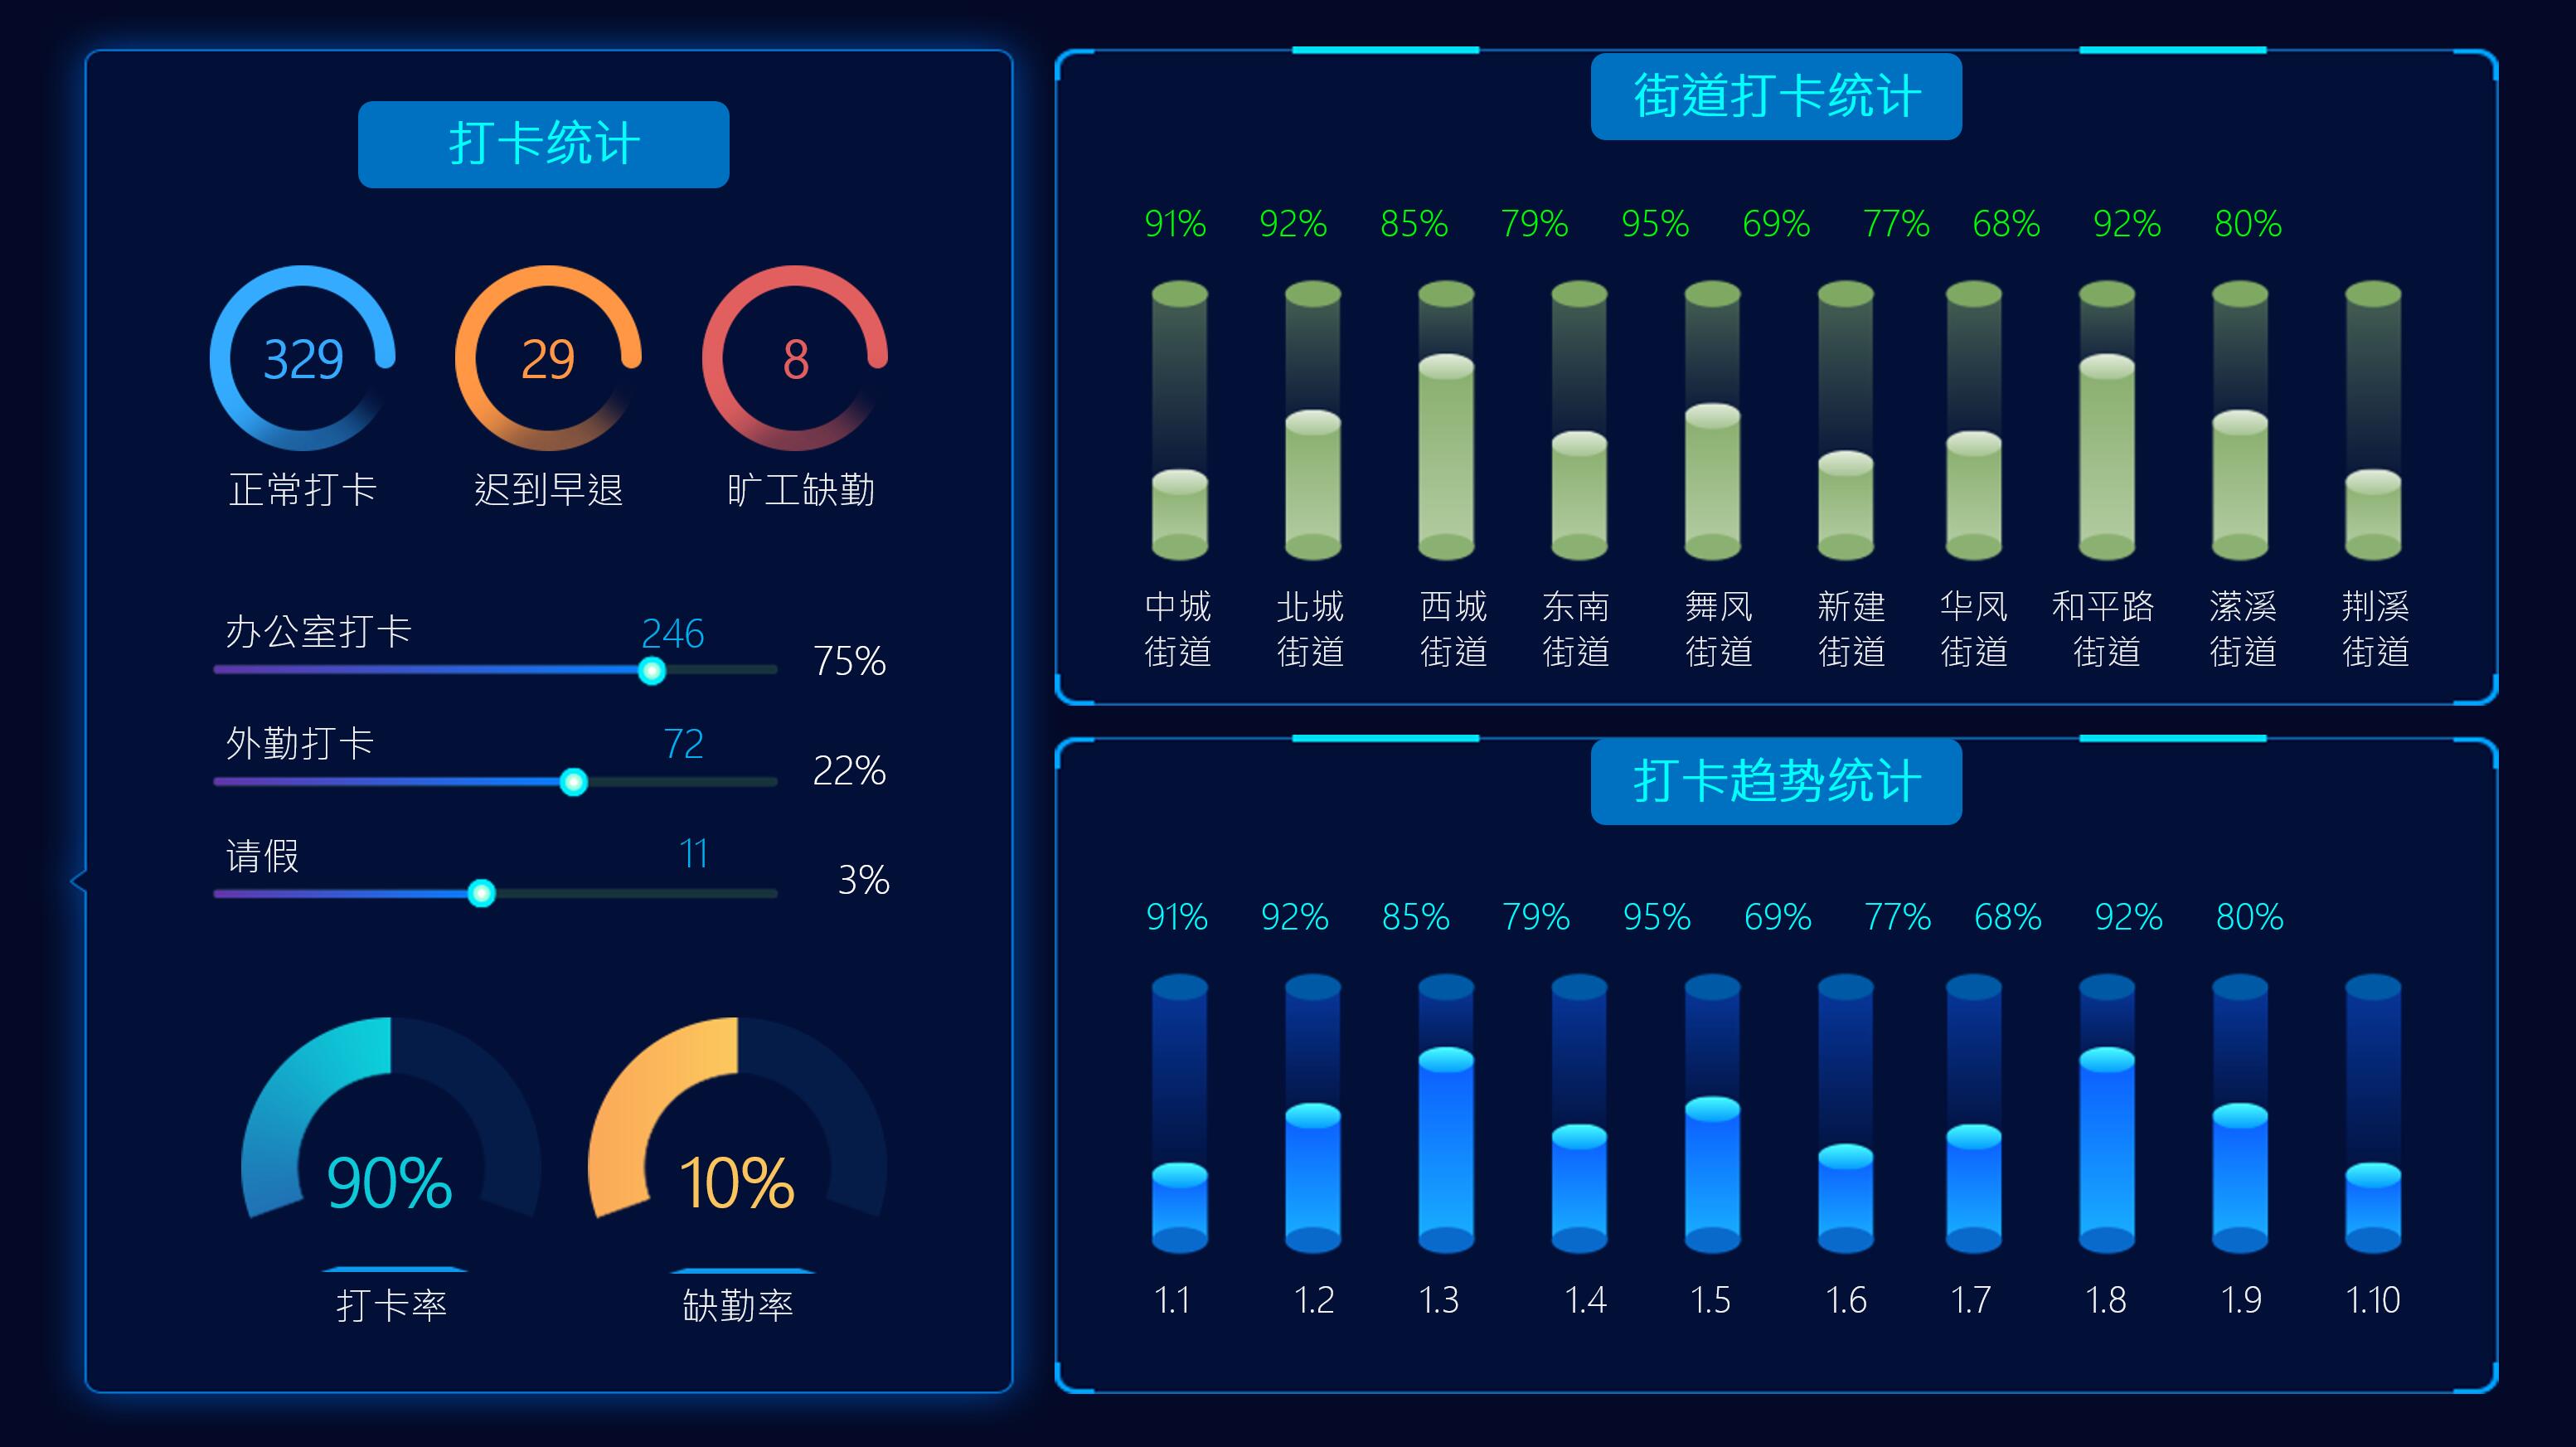 打卡统计
329 29 8
正常打卡 迟到早退 旷工缺勤
办公室打卡 246 75%
外勤打卡 72 22%
请假 11 3%
90% 10%
打卡率 缺勤率
街道打卡统计
91% 92% 85% 79% 95% 69% 77% 68% 92% 80%
中城 北城 西城 东南 舞凤 新建 华凤 和平路 潆溪 荆溪
街道 街道 街道 街道 街道 街道 街道 街道 街道 街道
打卡趋势统计
91% 92% 85% 79% 95% 69% 77% 68% 92% 80%
1.1 1.2 1.3 1.4 1.5 1.6 1.7 1.8 1.9 1.10